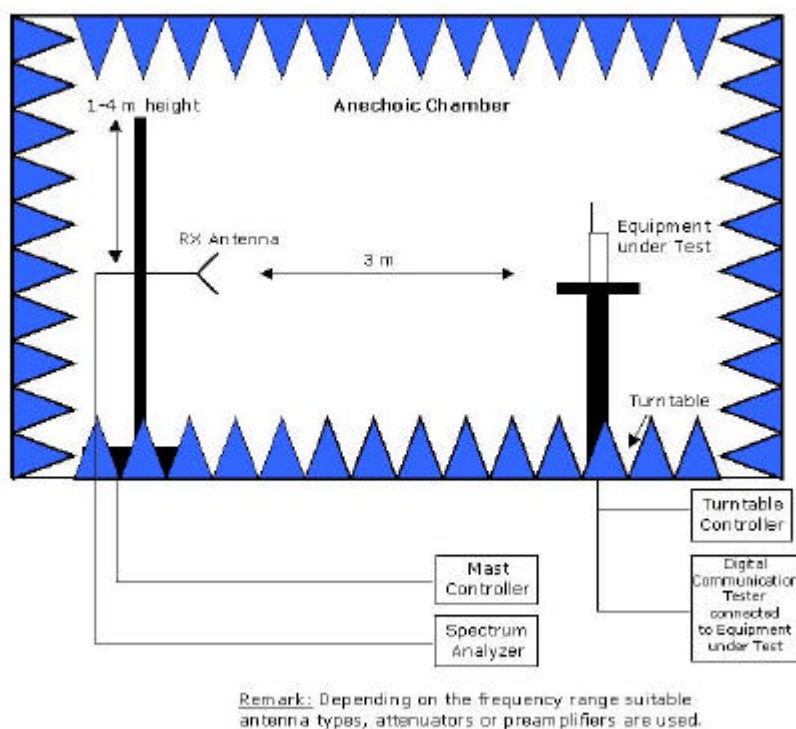 1-4 m height
Anechoic Chamber
RX Antenna
Equipment
under Test
3 m
Turntable
Turntable
Controller
Mast
Controller
Digital
Communication
Tester
connected
to Equipment
under Test
Spectrum
Analyzer
Remark: Depending on the frequency range suitable
antenna types, attenuators or preamplifiers are used.